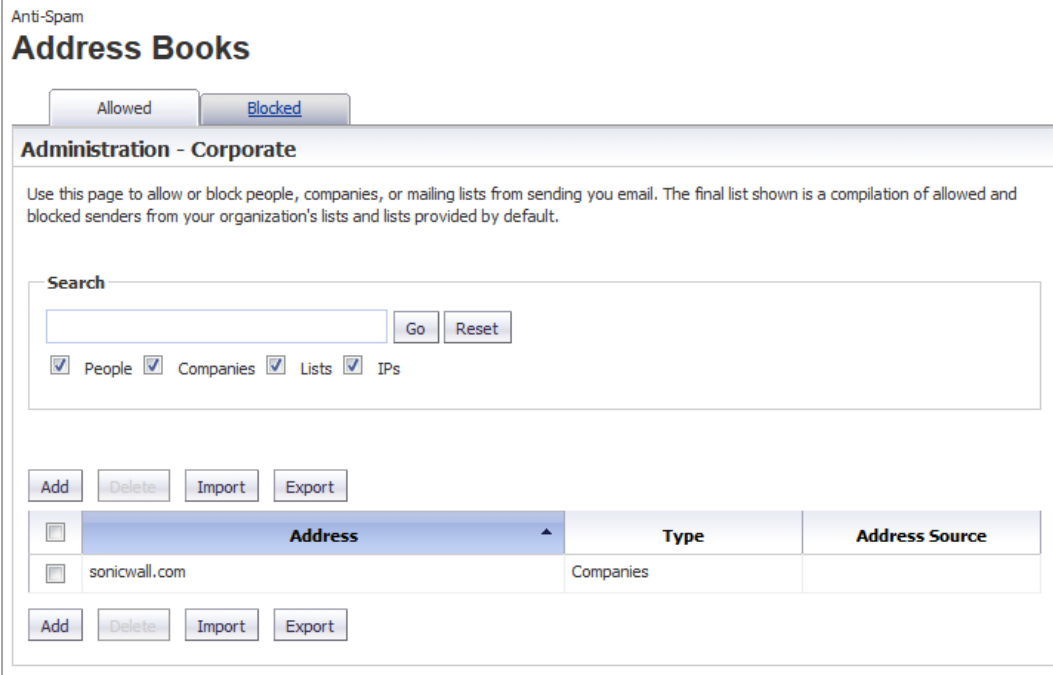 Anti-Spam
Address Books
Allowed Blocked
Administration - Corporate
Use this page to allow or block people, companies, or mailing lists from sending you email. The final list shown is a compilation of allowed and
blocked senders from your organization's lists and lists provided by default.
Search
Go Reset
People Companies Lists IPs
Add Delete Import Export
Address Type Address Source
sonicwall.com Companies
Add Delete Import Export